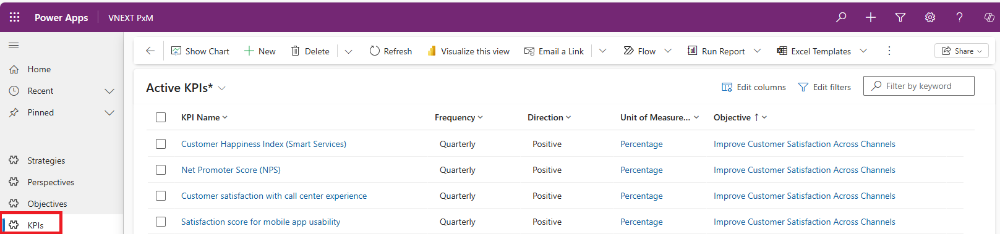 Power Apps VNEXT PxM
Show Chart New Delete Refresh Visualize this view Email a Link Flow Run Report Excel Templates Share
Home
Recent
Pinned
Strategies
Perspectives
Objectives
KPIs
Active KPIs* Edit columns Edit filters Filter by keyword
KPI Name Frequency Direction Unit of Measure... Objective ↑
Customer Happiness Index (Smart Services) Quarterly Positive Percentage Improve Customer Satisfaction Across Channels
Net Promoter Score (NPS) Quarterly Positive Percentage Improve Customer Satisfaction Across Channels
Customer satisfaction with call center experience Quarterly Positive Percentage Improve Customer Satisfaction Across Channels
Satisfaction score for mobile app usability Quarterly Positive Percentage Improve Customer Satisfaction Across Channels